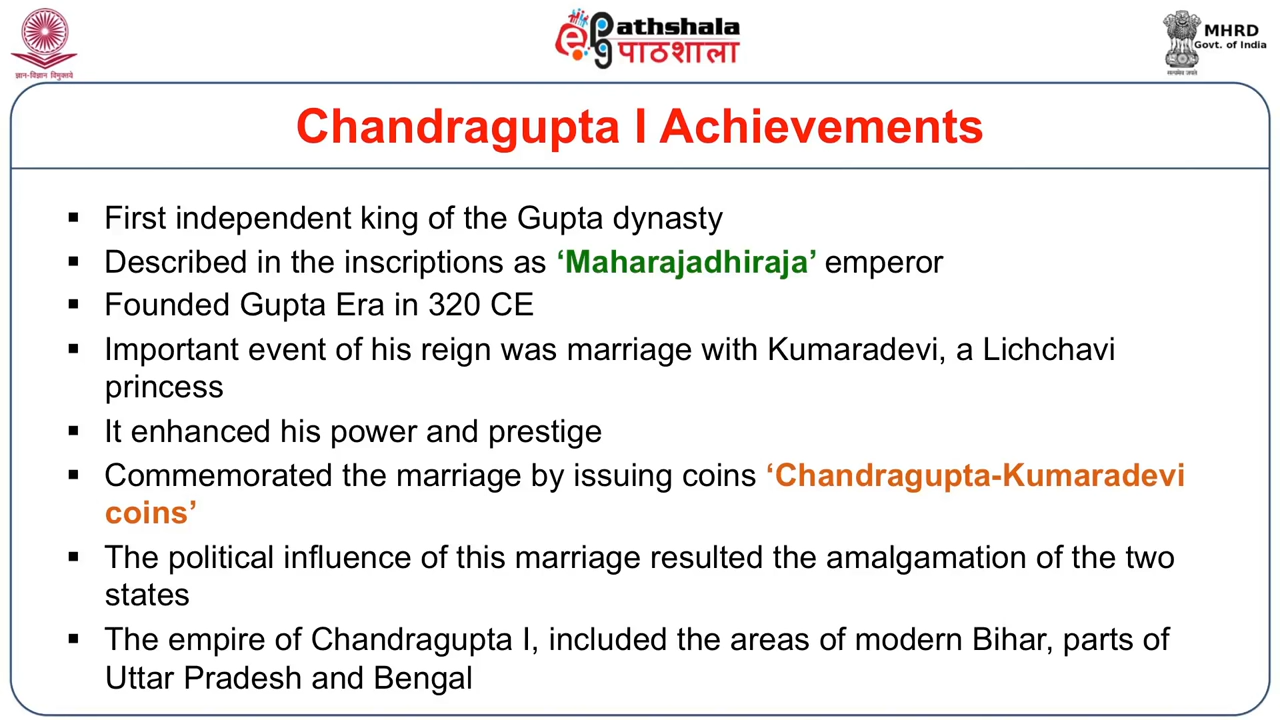 ज्ञान-विज्ञान विमुक्तये
ePathshala
पाठशाला
सत्यमेव जयते
MHRD
Govt. of India
Chandragupta I Achievements
▪ First independent king of the Gupta dynasty
▪ Described in the inscriptions as ‘Maharajadhiraja’ emperor
▪ Founded Gupta Era in 320 CE
▪ Important event of his reign was marriage with Kumaradevi, a Lichchavi
princess
▪ It enhanced his power and prestige
▪ Commemorated the marriage by issuing coins ‘Chandragupta-Kumaradevi
coins’
▪ The political influence of this marriage resulted the amalgamation of the two
states
▪ The empire of Chandragupta I, included the areas of modern Bihar, parts of
Uttar Pradesh and Bengal